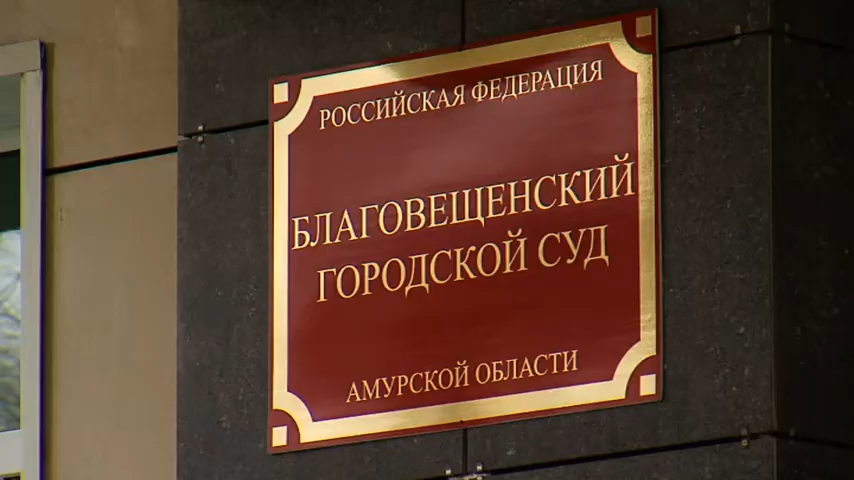 РОССИЙСКАЯ ФЕДЕРАЦИЯ
БЛАГОВЕЩЕНСКИЙ
ГОРОДСКОЙ СУД
АМУРСКОЙ ОБЛАСТИ